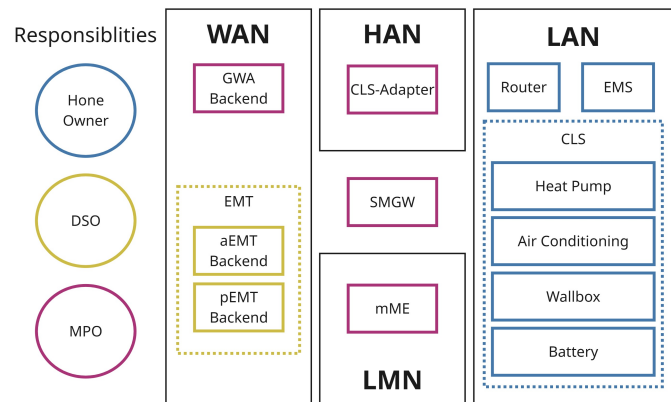 Responsiblities
Hone
Owner
DSO
MPO
WAN
GWA
Backend
EMT
aEMT
Backend
pEMT
Backend
HAN
CLS-Adapter
SMGW
mME
LMN
LAN
Router
EMS
CLS
Heat Pump
Air Conditioning
Wallbox
Battery